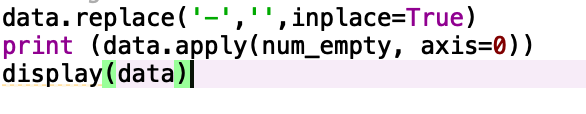 data.replace('-','',inplace=True)
print (data.apply(num_empty, axis=0))
display(data)